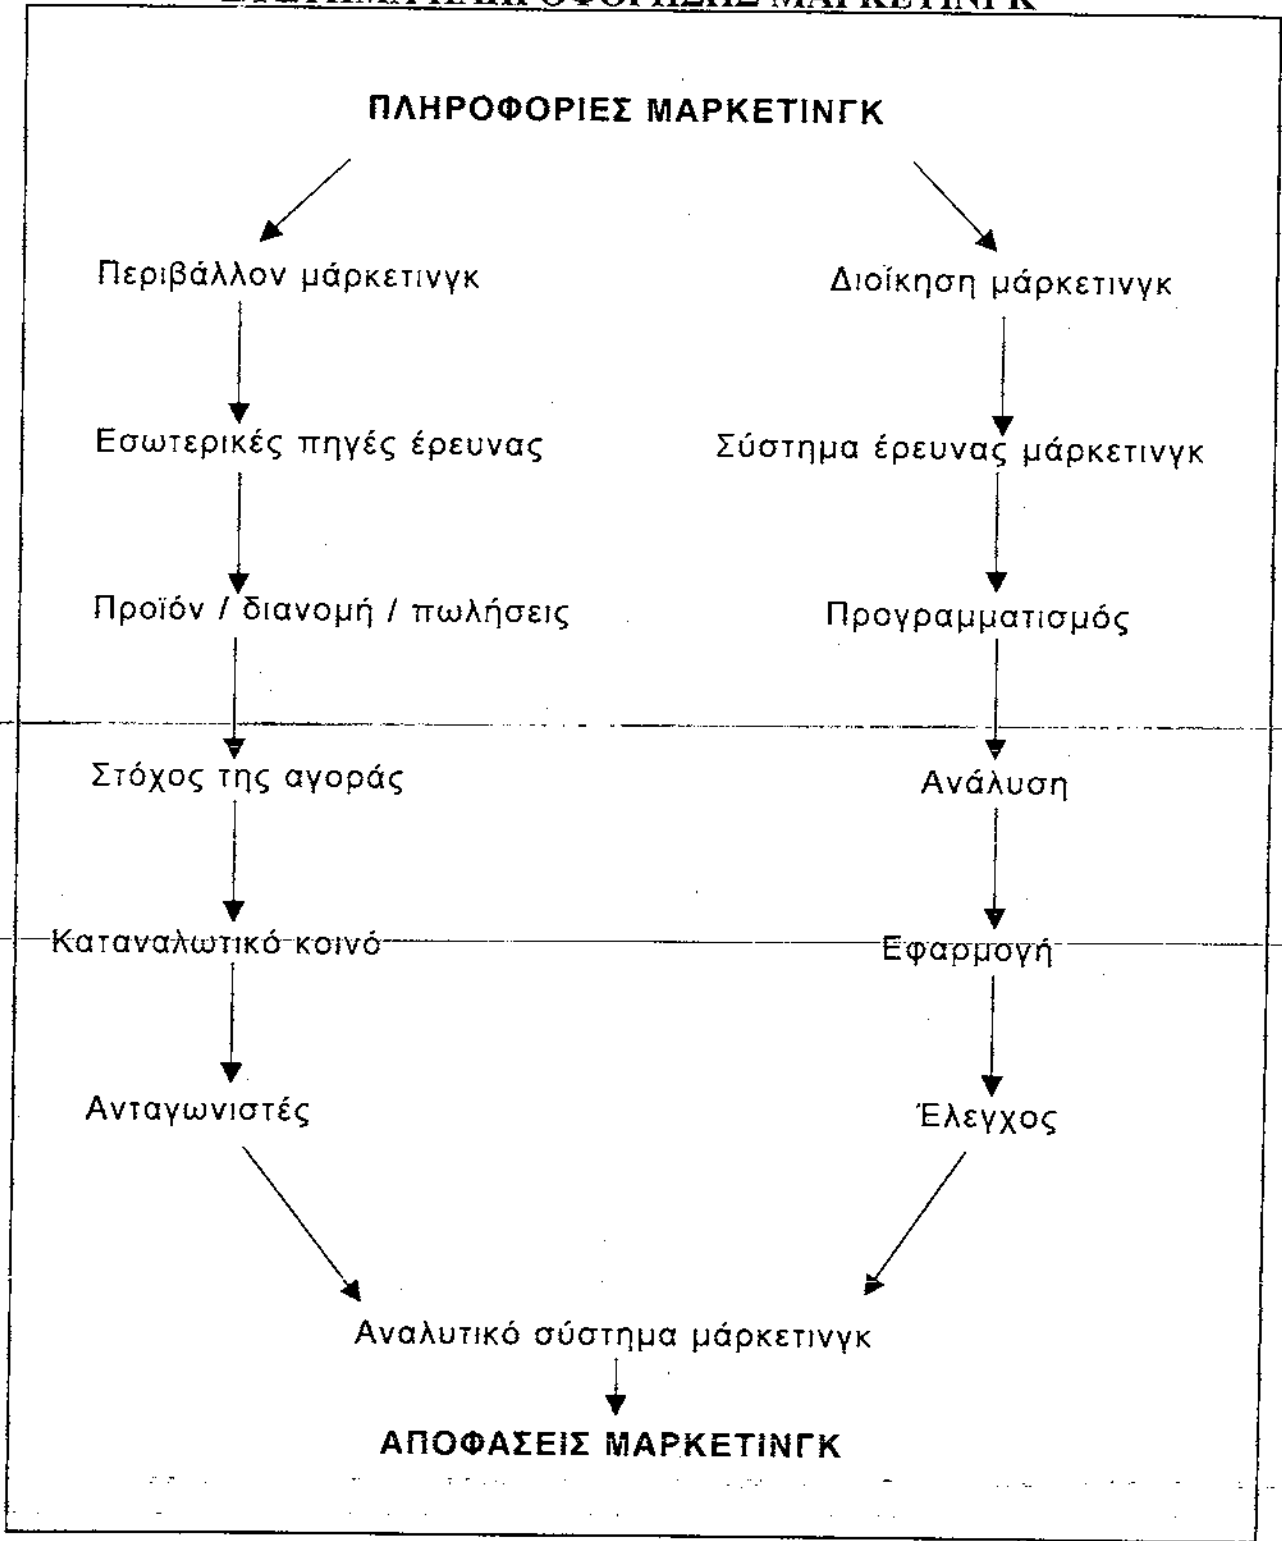 ΠΛΗΡΟΦΟΡΙΕΣ ΜΑΡΚΕΤΙΝΓΚ
Περιβάλλον μάρκετινγκ
Διοίκηση μάρκετινγκ
Εσωτερικές πηγές έρευνας
Σύστημα έρευνας μάρκετινγκ
Προϊόν / διανομή / πωλήσεις
Προγραμματισμός
Στόχος της αγοράς
Ανάλυση
Καταναλωτικό κοινό
Εφαρμογή
Ανταγωνιστές
Έλεγχος
Αναλυτικό σύστημα μάρκετινγκ
ΑΠΟΦΑΣΕΙΣ ΜΑΡΚΕΤΙΝΓΚ